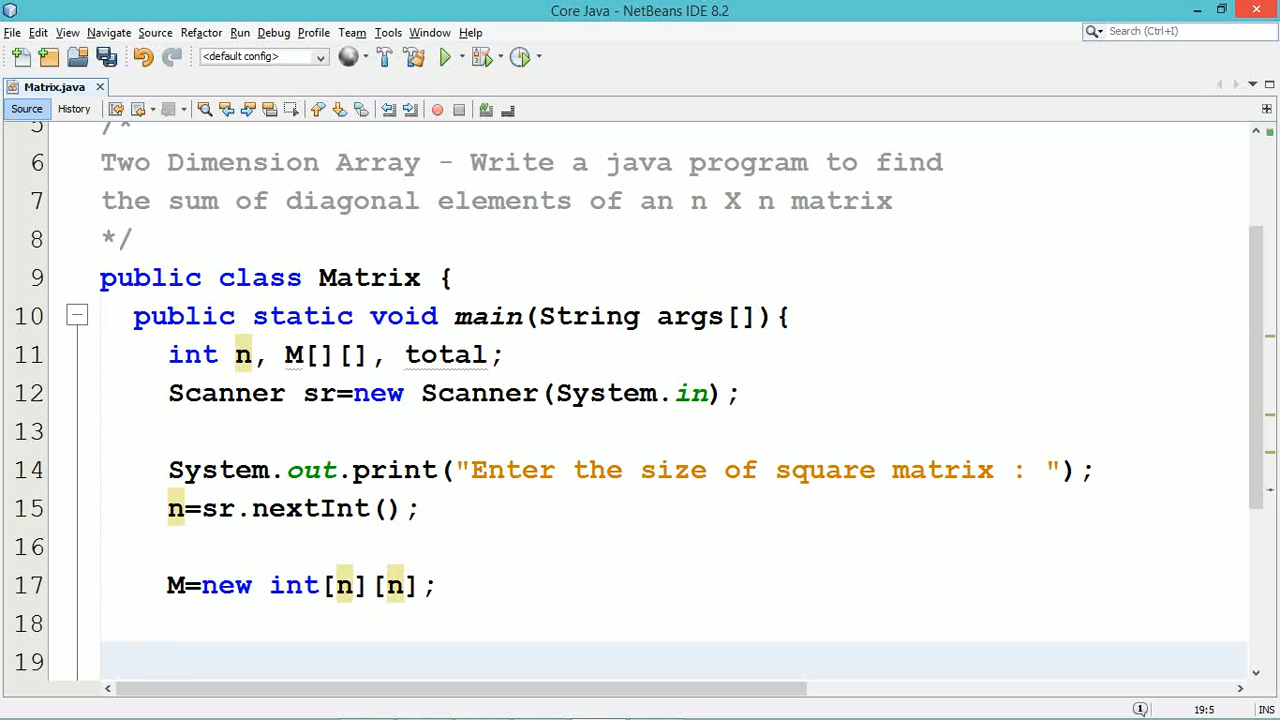 Core Java - NetBeans IDE 8.2
File Edit View Navigate Source Refactor Run Debug Profile Team Tools Window Help
Search (Ctrl+I)
<default config>
Matrix.java
Source History
5 /*
6 Two Dimension Array - Write a java program to find
7 the sum of diagonal elements of an n X n matrix
8 */
9 public class Matrix {
10 public static void main(String args[]){
11 int n, M[][], total;
12 Scanner sr=new Scanner(System.in);
13
14 System.out.print("Enter the size of square matrix : ");
15 n=sr.nextInt();
16
17 M=new int[n][n];
18
19
1 19:5 INS